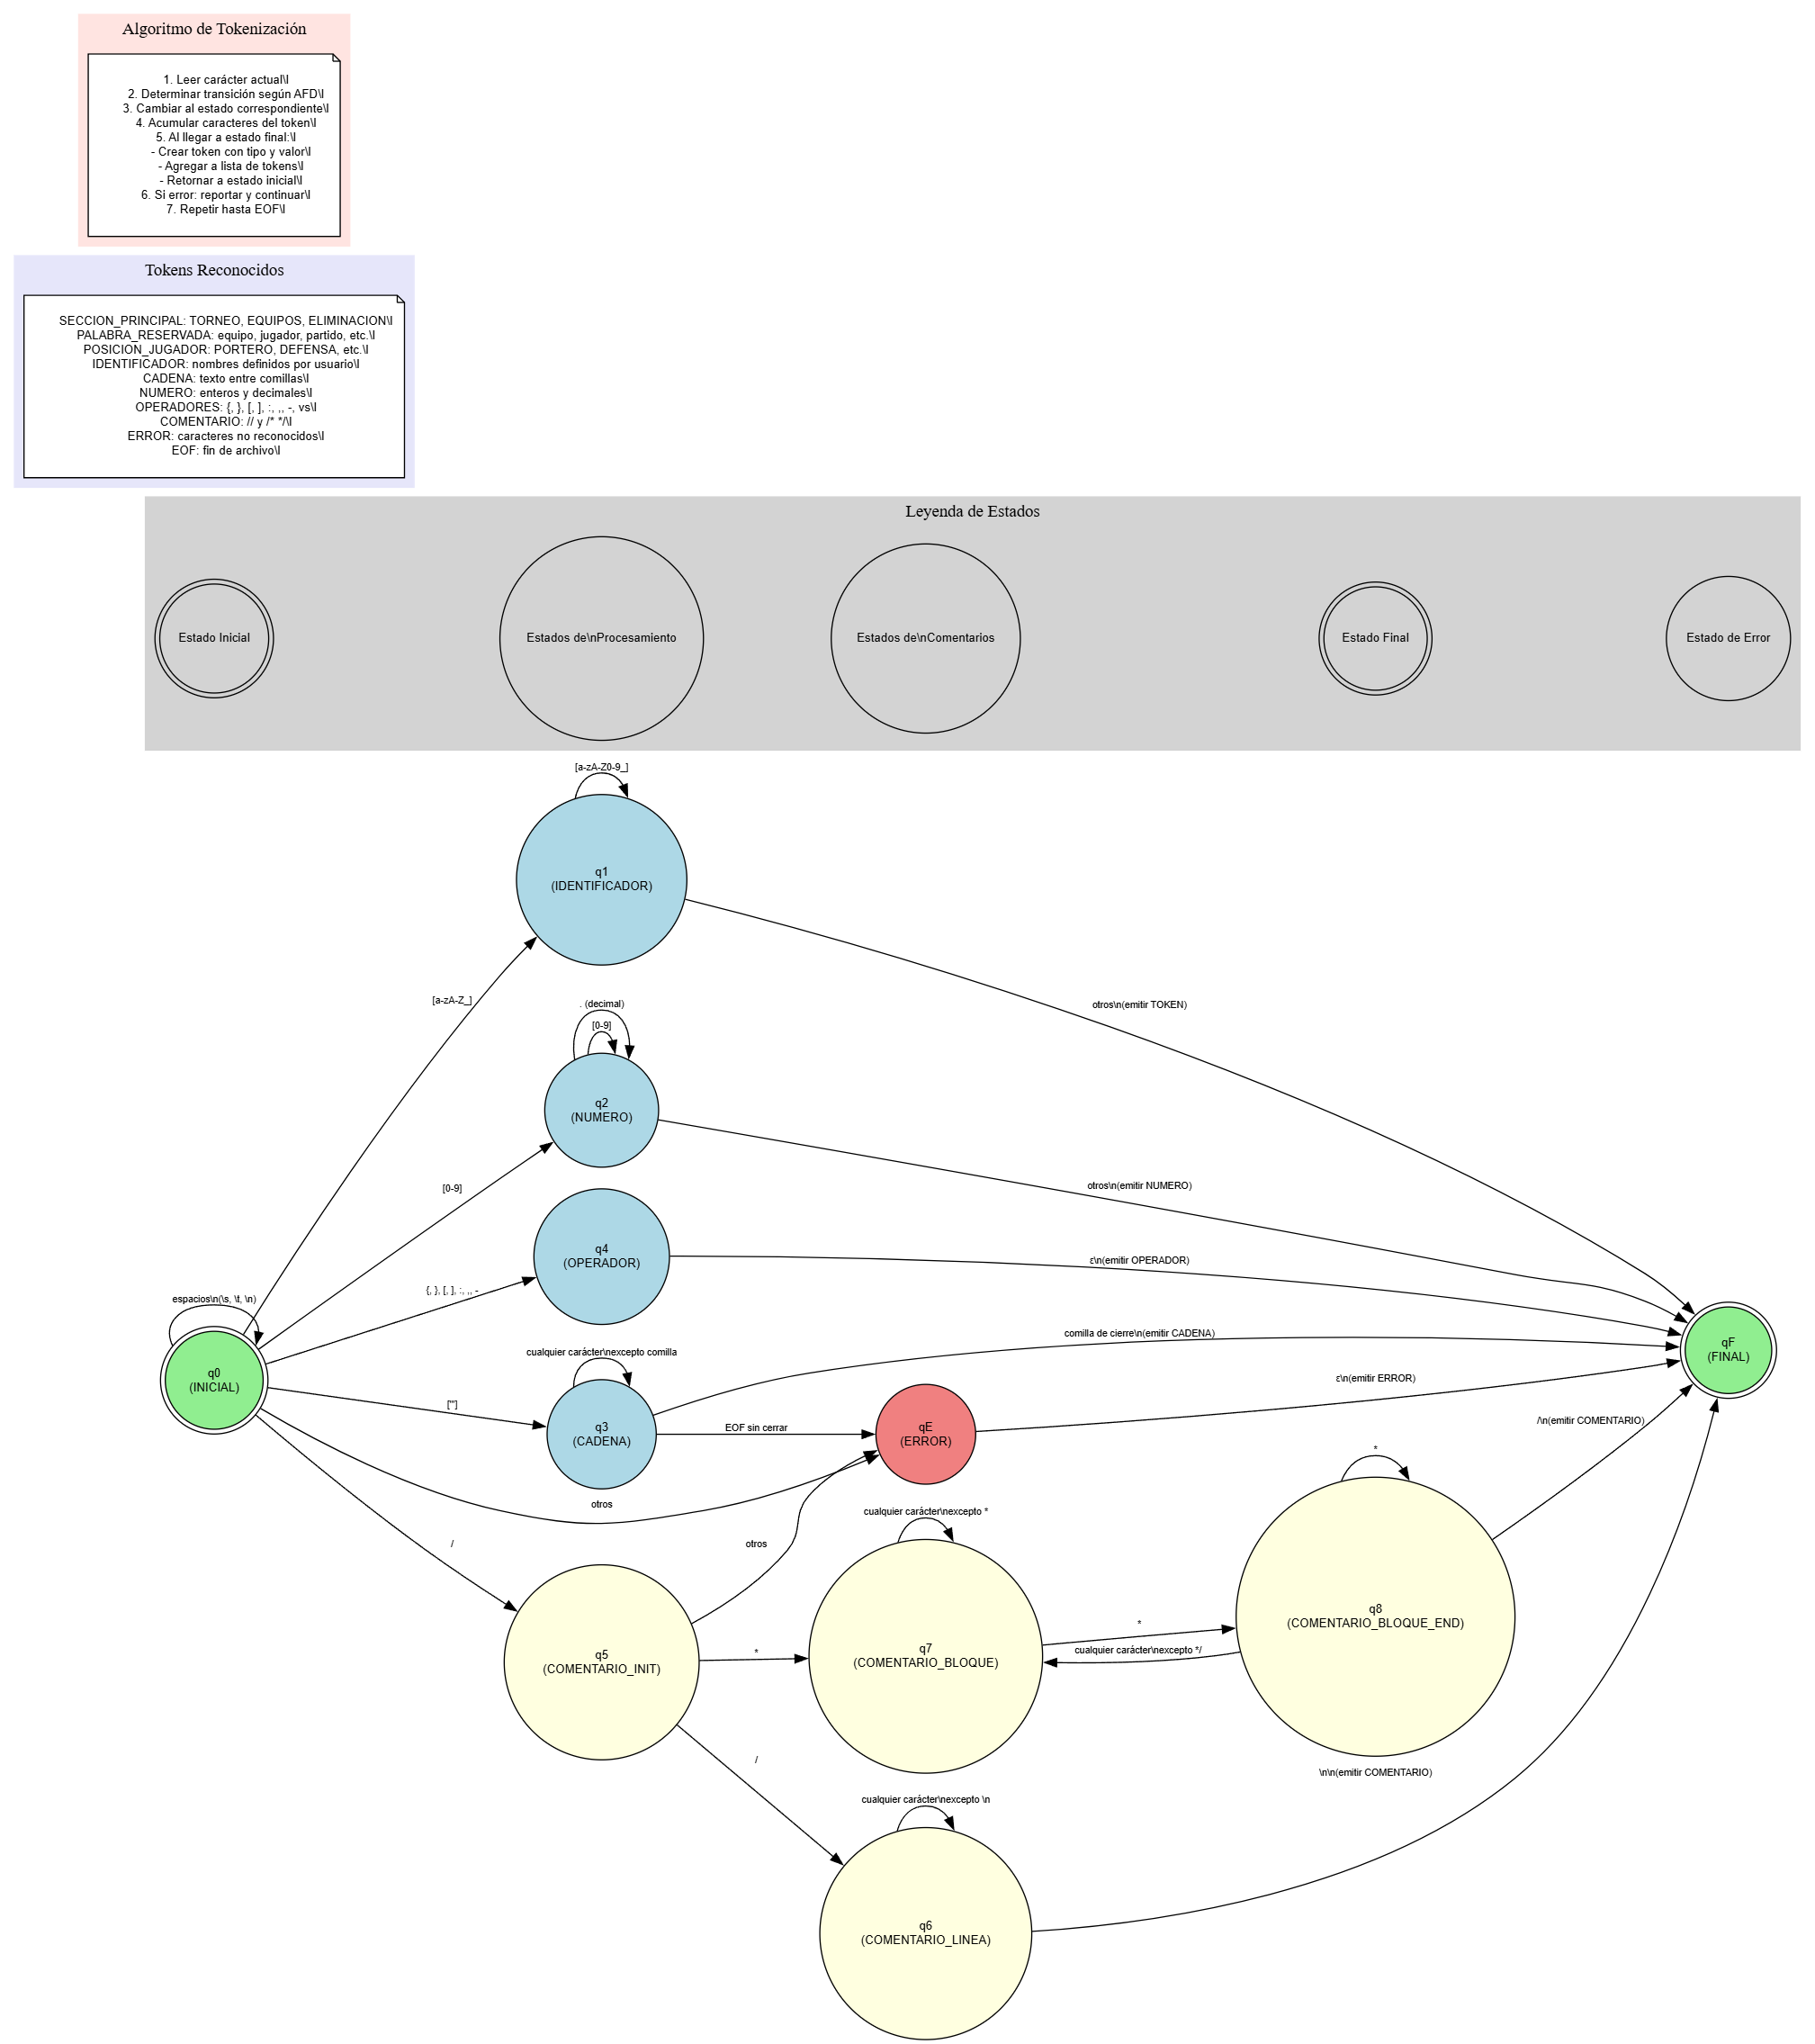 Algoritmo de Tokenización
1. Leer carácter actual\l
2. Determinar transición según AFD\l
3. Cambiar al estado correspondiente\l
4. Acumular caracteres del token\l
5. Al llegar a estado final:\l
- Crear token con tipo y valor\l
- Agregar a lista de tokens\l
- Retornar a estado inicial\l
6. Si error: reportar y continuar\l
7. Repetir hasta EOF\l
Tokens Reconocidos
SECCION_PRINCIPAL: TORNEO, EQUIPOS, ELIMINACION\l
PALABRA_RESERVADA: equipo, jugador, partido, etc.\l
POSICION_JUGADOR: PORTERO, DEFENSA, etc.\l
IDENTIFICADOR: nombres definidos por usuario\l
CADENA: texto entre comillas\l
NUMERO: enteros y decimales\l
OPERADORES: {, }, [, ], :, ,, -, vs\l
COMENTARIO: // y /* */\l
ERROR: caracteres no reconocidos\l
EOF: fin de archivo\l
Leyenda de Estados
Estado Inicial
Estados de\nProcesamiento
Estados de\nComentarios
Estado Final
Estado de Error
[a-zA-Z0-9_]
q1
(IDENTIFICADOR)
[a-zA-Z_]
otros\n(emitir TOKEN)
. (decimal)
[0-9]
q2
(NUMERO)
[0-9]
otros\n(emitir NUMERO)
q4
(OPERADOR)
{, }, [, ], :, ,, -
ε\n(emitir OPERADOR)
espacios\n(\s, \t, \n)
q0
(INICIAL)
comilla de cierre\n(emitir CADENA)
qF
(FINAL)
cualquier carácter\nexcepto comilla
["']
q3
(CADENA)
EOF sin cerrar
qE
(ERROR)
ε\n(emitir ERROR)
/\n(emitir COMENTARIO)
otros
*
cualquier carácter\nexcepto *
/
otros
q8
(COMENTARIO_BLOQUE_END)
*
cualquier carácter\nexcepto */
q5
(COMENTARIO_INIT)
*
q7
(COMENTARIO_BLOQUE)
/
\n\n(emitir COMENTARIO)
cualquier carácter\nexcepto \n
q6
(COMENTARIO_LINEA)